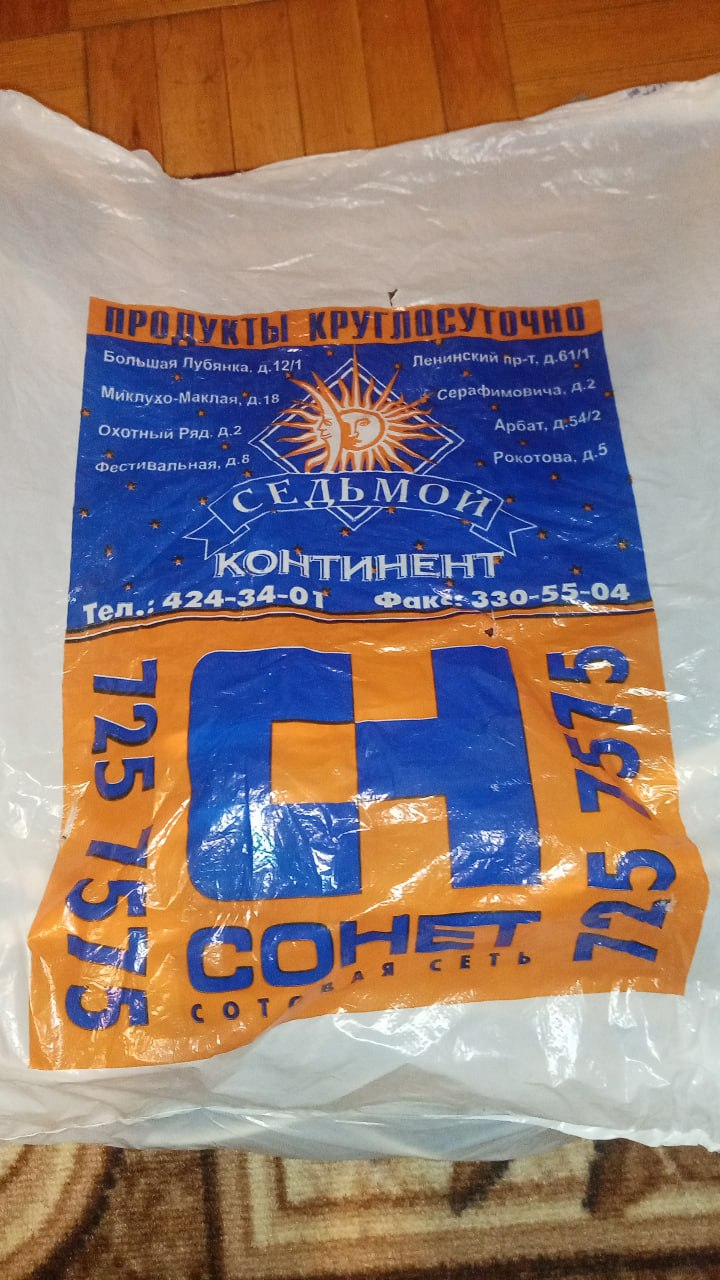 ПРОДУКТЫ КРУГЛОСУТОЧНО
Большая Лубянка, д.12/1
Миклухо-Маклая, д.18
Охотный Ряд, д.2
Фестивальная, д.8
Ленинский пр-т, д.61/1
Серафимовича, д.2
Арбат, д.54/2
Рокотова, д.5
СЕДЬМОЙ
КОНТИНЕНТ
Тел.: 424-34-01 Факс: 330-55-04
725 7575
СН
725 7575
СОНЕТ
СОТОВАЯ СЕТЬ